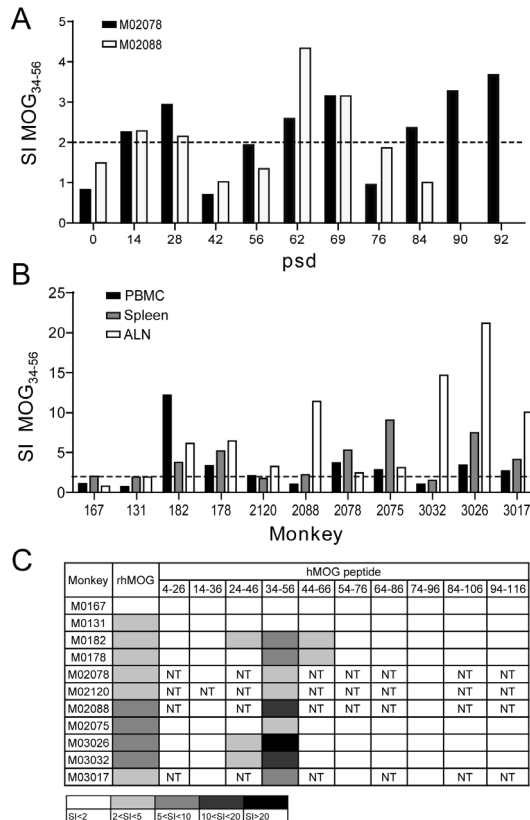 A
5
4
3
2
1
0
SI MOG34-56
M02078
M02088
0 14 28 42 56 62 69 76 84 90 92
psd
B
25
20
15
10
5
0
SI MOG34-56
PBMC
Spleen
ALN
167 131 182 178 2120 2088 2078 2075 3032 3026 3017
Monkey
C
Monkey rhMOG hMOG peptide
4-26 14-36 24-46 34-56 44-66 54-76 64-86 74-96 84-106 94-116
M0167
M0131
M0182
M0178
M02078 NT NT NT NT NT NT NT
M02120 NT NT NT NT NT NT NT NT
M02088 NT NT NT NT NT NT NT
M02075
M03026
M03032
M03017 NT NT NT NT NT NT
SI<2 2<SI<5 5<SI<10 10<SI<20 SI>20